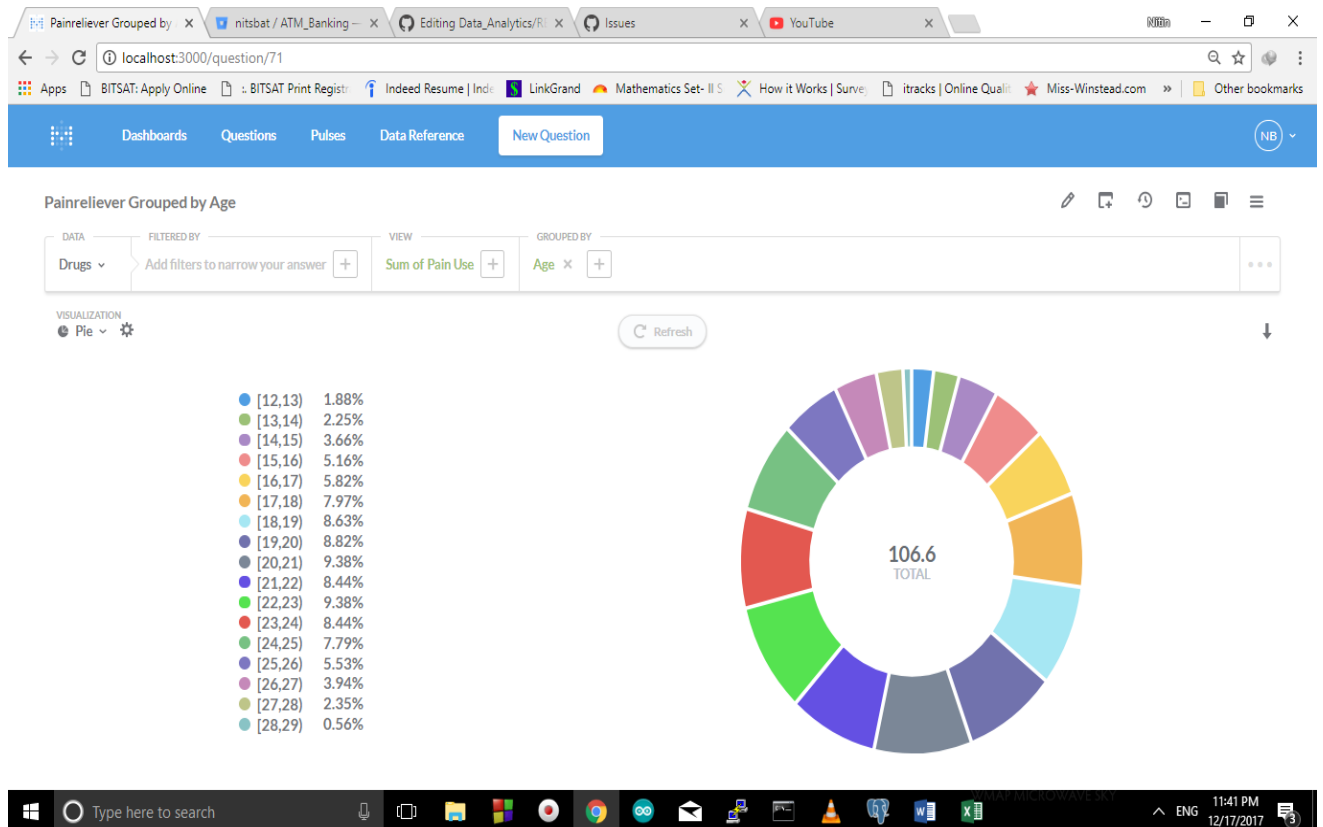 Painreliever Grouped by
nitsbat / ATM_Banking —
Editing Data_Analytics/RE
Issues
YouTube
Nitin
localhost:3000/question/71
Apps
BITSAT: Apply Online
:. BITSAT Print Registr
Indeed Resume | Inde
LinkGrand
Mathematics Set- II S
How it Works | Survey
itracks | Online Qualit
Miss-Winstead.com
»
Other bookmarks
Dashboards
Questions
Pulses
Data Reference
New Question
NB
Painreliever Grouped by Age
DATA
FILTERED BY
VIEW
GROUPED BY
Drugs
Add filters to narrow your answer
Sum of Pain Use
Age
VISUALIZATION
Pie
Refresh
[12,13) 1.88%
[13,14) 2.25%
[14,15) 3.66%
[15,16) 5.16%
[16,17) 5.82%
[17,18) 7.97%
[18,19) 8.63%
[19,20) 8.82%
[20,21) 9.38%
[21,22) 8.44%
[22,23) 9.38%
[23,24) 8.44%
[24,25) 7.79%
[25,26) 5.53%
[26,27) 3.94%
[27,28) 2.35%
[28,29) 0.56%
106.6
TOTAL
WMAP MICROWAVE SKY
Type here to search
ENG
11:41 PM
12/17/2017
3